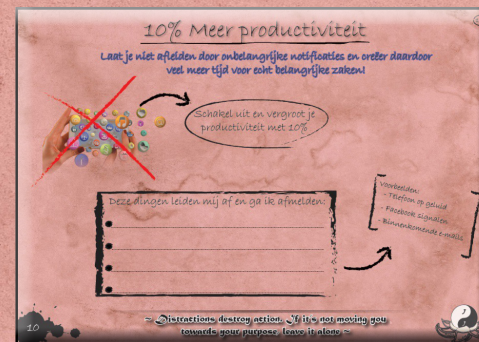 10% Meer productiviteit
Laat je niet afleiden door onbelangrijke notificaties en creëer daardoor
veel meer tijd voor echt belangrijke zaken!
Schakel uit en vergroot je
productiviteit met 10%
Deze dingen leiden mij af en ga ik afmelden:
Voorbeelden:
- Telefoon op geluid
- Facebook signalen
- Binnenkomende e-mails
~ Distractions destroy action. If it's not moving you
towards your purpose, leave it alone ~
10